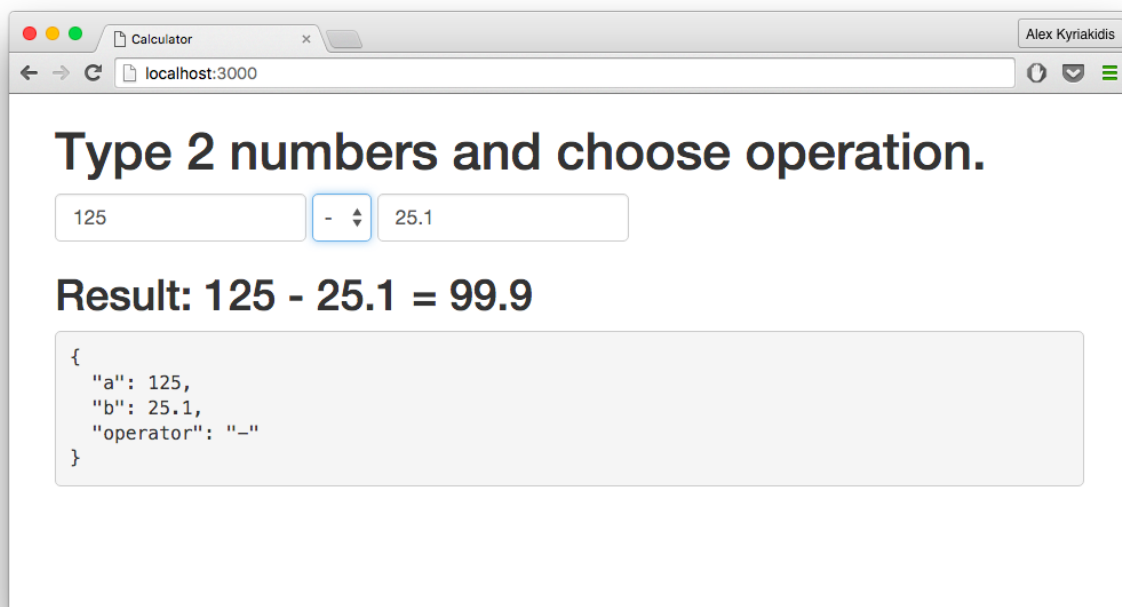 Calculator
Alex Kyriakidis
localhost:3000
Type 2 numbers and choose operation.
125 - 25.1
Result: 125 - 25.1 = 99.9
{
"a": 125,
"b": 25.1,
"operator": "-"
}